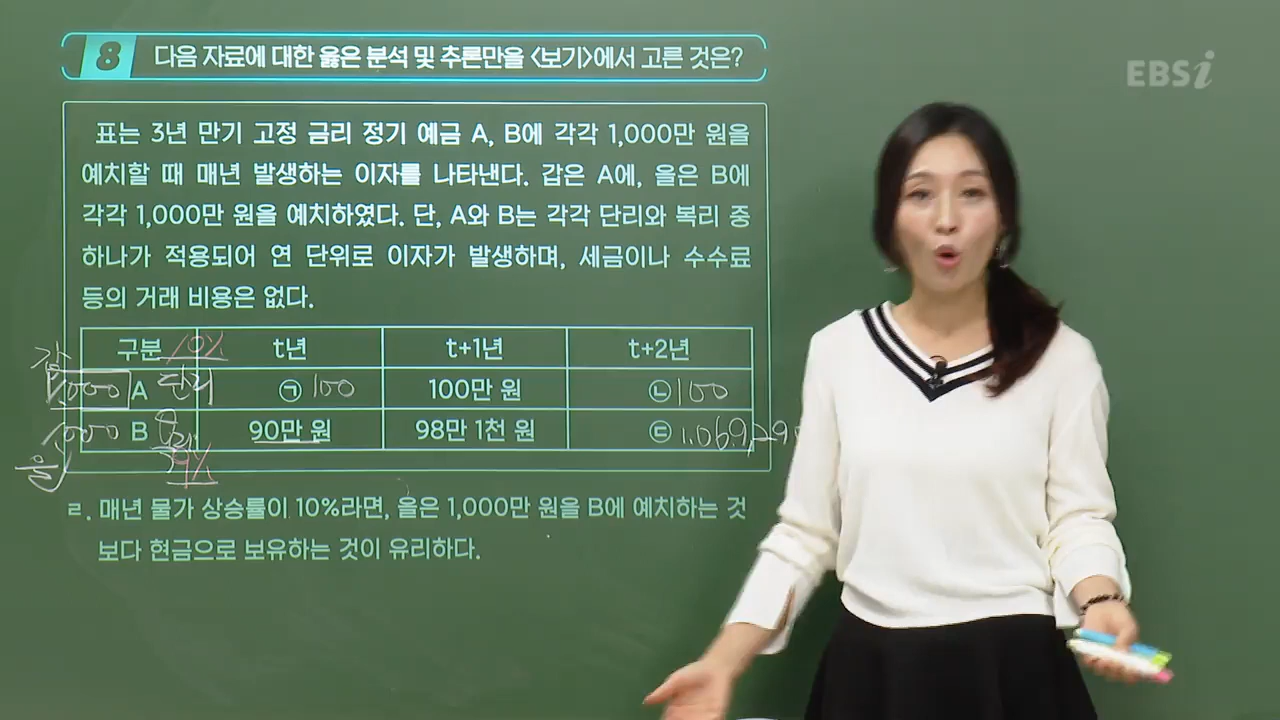 8 다음 자료에 대한 옳은 분석 및 추론만을 <보기>에서 고른 것은?
EBSi
표는 3년 만기 고정 금리 정기 예금 A, B에 각각 1,000만 원을
예치할 때 매년 발생하는 이자를 나타낸다. 갑은 A에, 을은 B에
각각 1,000만 원을 예치하였다. 단, A와 B는 각각 단리와 복리 중
하나가 적용되어 연 단위로 이자가 발생하며, 세금이나 수수료
등의 거래 비용은 없다.
갑 구분 10% t년 t+1년 t+2년
1,000 A 단리 ㉠ 100 100만 원 ㉡ 100
1,000 B 90만 원 98만 1천 원 ㉢ 1,069,29
을 9%
ㄹ. 매년 물가 상승률이 10%라면, 을은 1,000만 원을 B에 예치하는 것
보다 현금으로 보유하는 것이 유리하다.